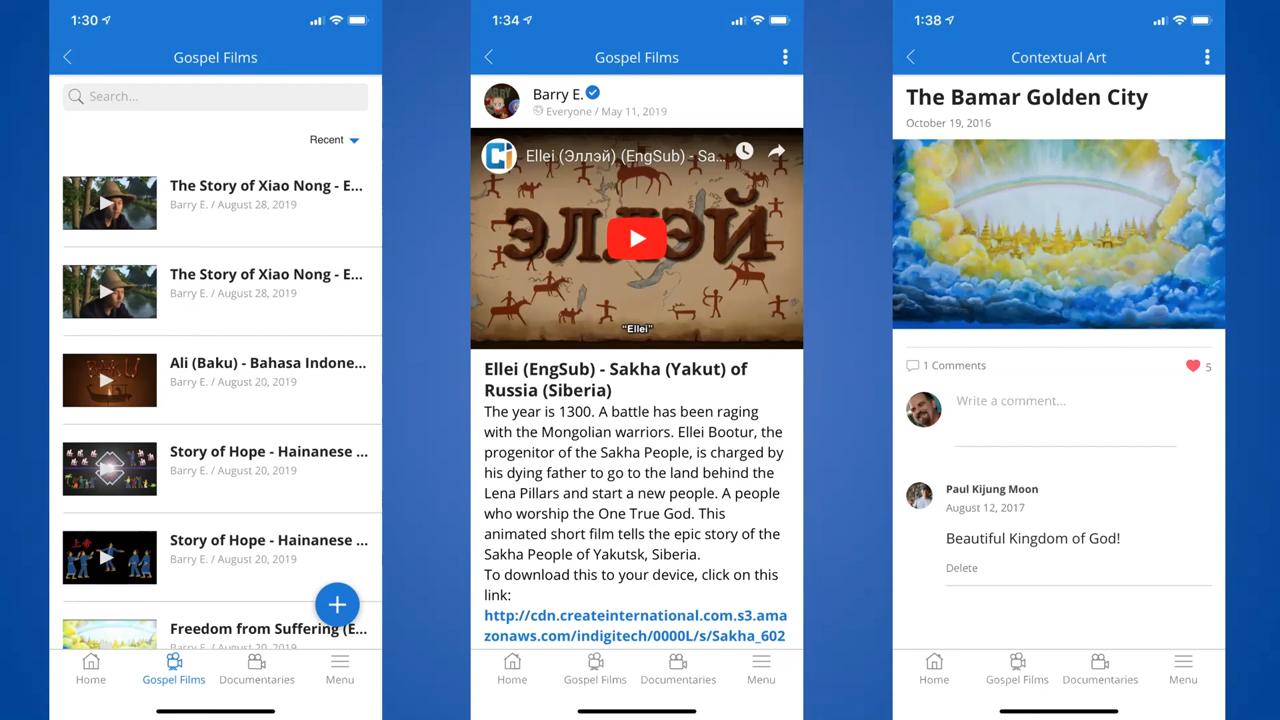 1:30
Gospel Films
Search...
Recent
The Story of Xiao Nong - E...
Barry E. / August 28, 2019
The Story of Xiao Nong - E...
Barry E. / August 28, 2019
Ali (Baku) - Bahasa Indone...
Barry E. / August 20, 2019
Story of Hope - Hainanese ...
Barry E. / August 20, 2019
上帝
Story of Hope - Hainanese ...
Barry E. / August 20, 2019
Freedom from Suffering (E...
Barry E. / August 20, 2019
Home
Gospel Films
Documentaries
Menu
1:34
Gospel Films
Barry E.
Everyone / May 11, 2019
Ellei (Эллэй) (EngSub) - Sa...
ЭЛЛЭЙ
“Ellei”
Ellei (EngSub) - Sakha (Yakut) of
Russia (Siberia)
The year is 1300. A battle has been raging
with the Mongolian warriors. Ellei Bootur, the
progenitor of the Sakha People, is charged by
his dying father to go to the land behind the
Lena Pillars and start a new people. A people
who worship the One True God. This
animated short film tells the epic story of the
Sakha People of Yakutsk, Siberia.
To download this to your device, click on this
link:
http://cdn.createinternational.com.s3.ama
zonaws.com/indigitech/0000L/s/Sakha_602
Home
Gospel Films
Documentaries
Menu
1:38
Contextual Art
The Bamar Golden City
October 19, 2016
1 Comments
5
Write a comment...
Paul Kijung Moon
August 12, 2017
Beautiful Kingdom of God!
Delete
Home
Gospel Films
Documentaries
Menu